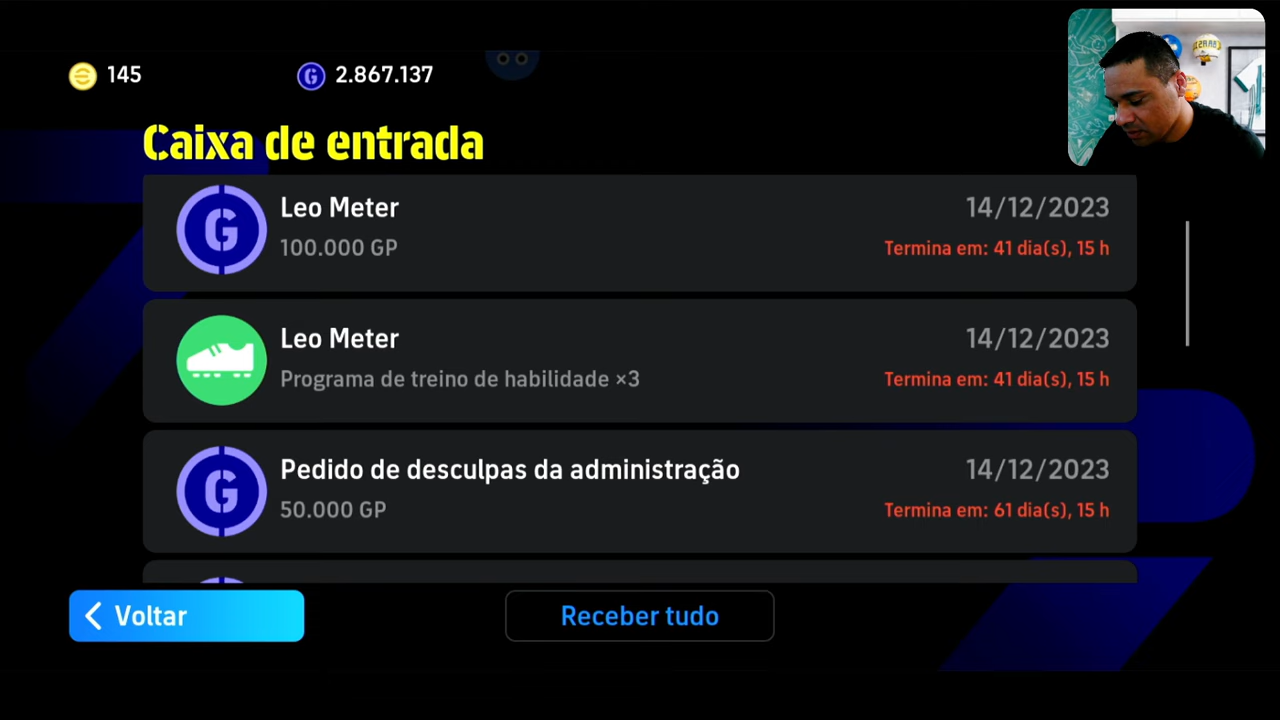 145
2.867.137
Caixa de entrada
Leo Meter
14/12/2023
100.000 GP
Termina em: 41 dia(s), 15 h
Leo Meter
14/12/2023
Programa de treino de habilidade ×3
Termina em: 41 dia(s), 15 h
Pedido de desculpas da administração
14/12/2023
50.000 GP
Termina em: 61 dia(s), 15 h
Voltar
Receber tudo